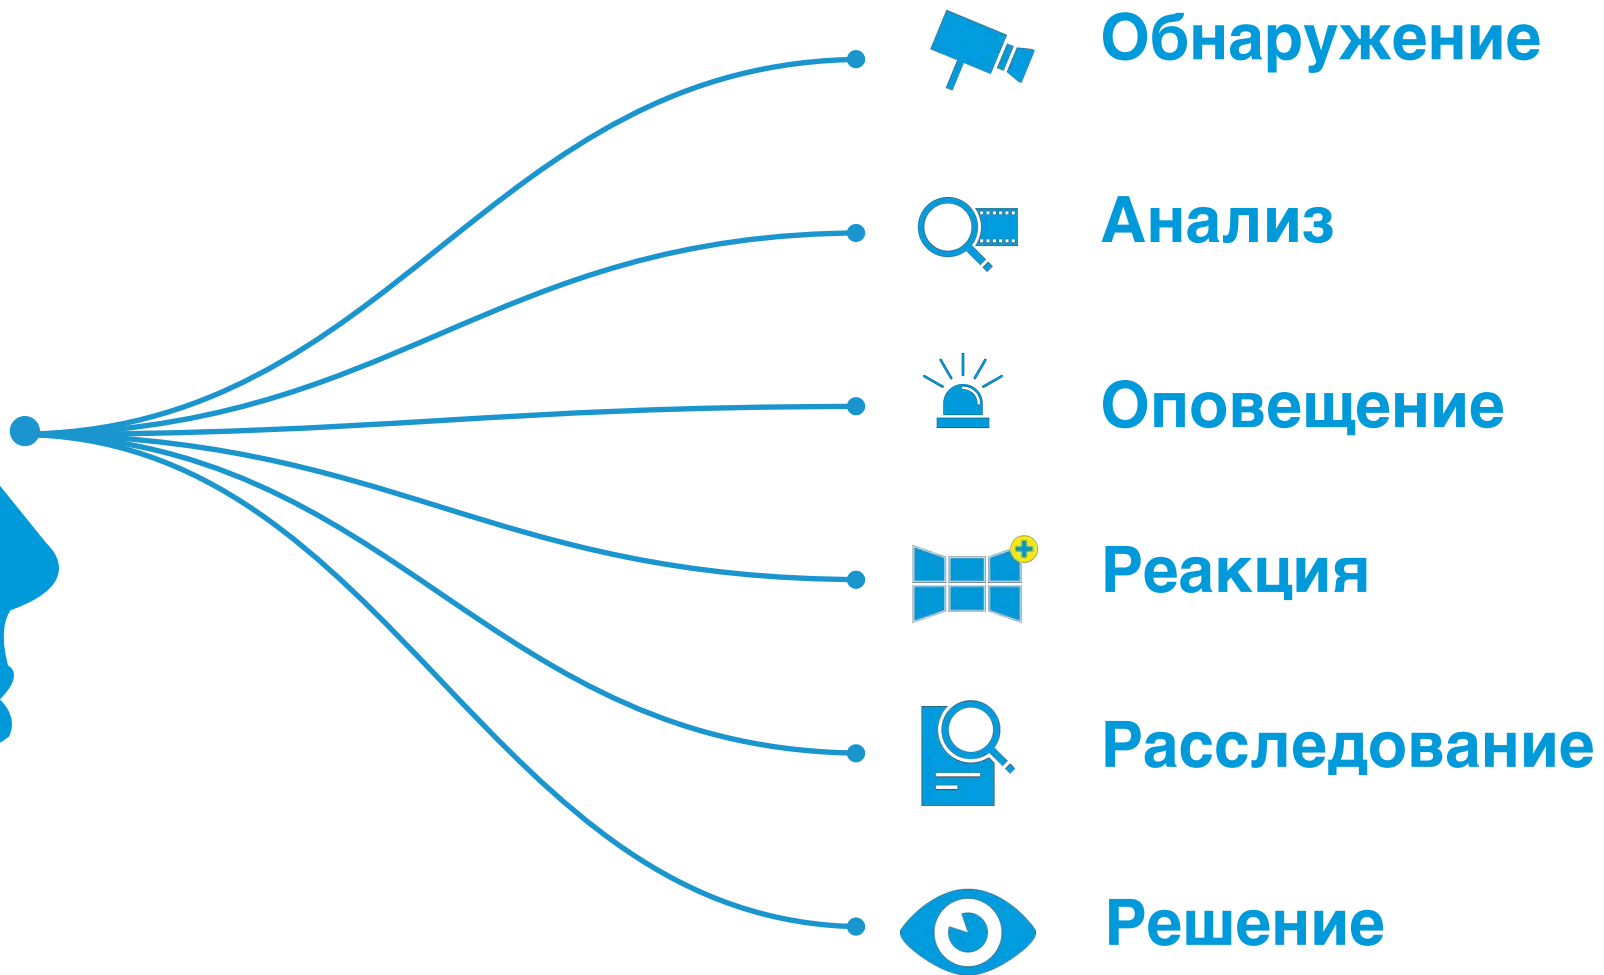 Обнаружение
Анализ
Оповещение
Реакция
Расследование
Решение